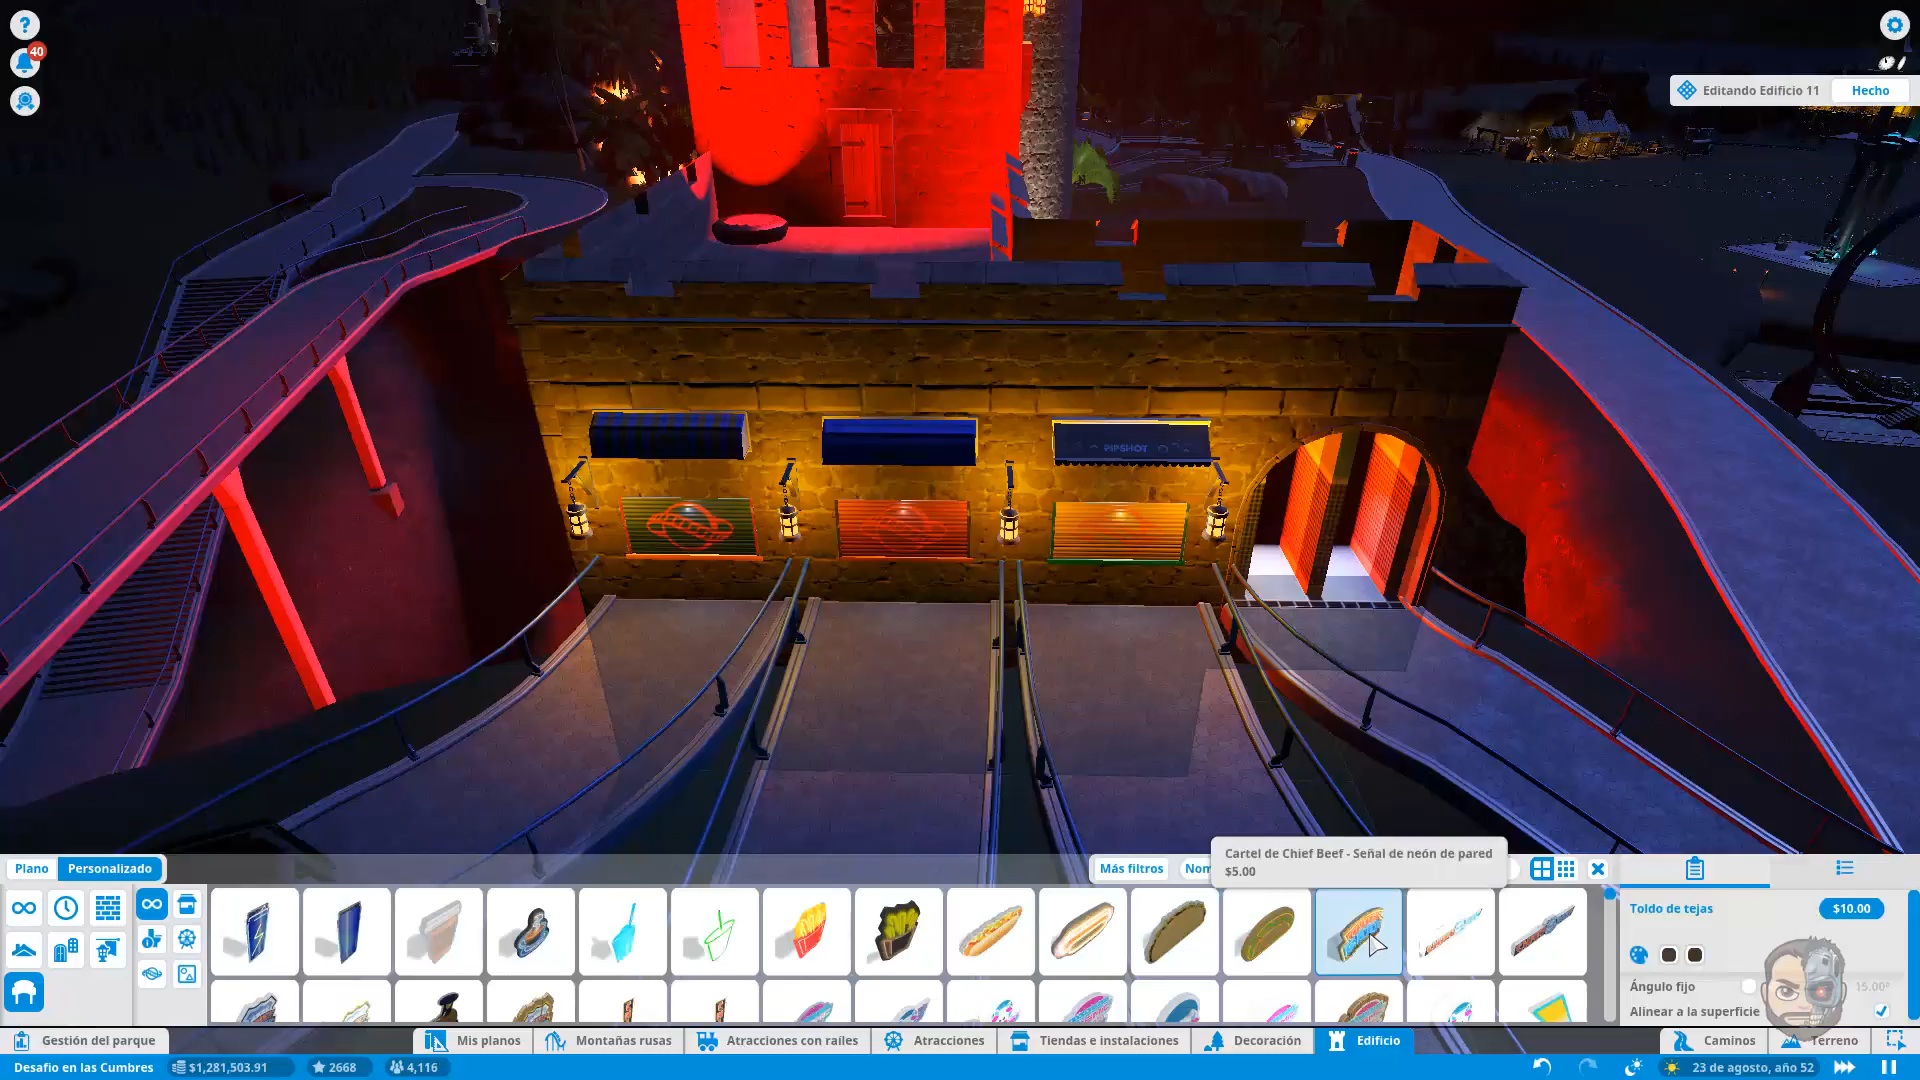 ?
40
Editando Edificio 11 Hecho
PIPSHOT
Cartel de Chief Beef - Señal de neón de pared
$5.00
Plano Personalizado
Más filtros Nom
Toldo de tejas $10.00
Ángulo fijo 15.00°
Alinear a la superficie
Gestión del parque Mis planos Montañas rusas Atracciones con raíles Atracciones Tiendas e instalaciones Decoración Edificio Caminos Terreno
Desafio en las Cumbres $1,281,503.91 2668 4,116 23 de agosto, año 52